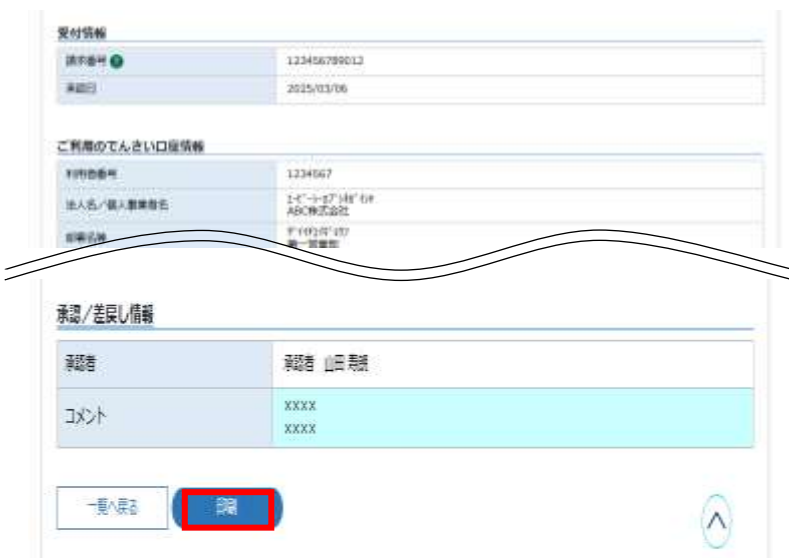 受付情報
請求番号 ?
123456789012
承認日
2025/03/06
ご利用のでんさい口座情報
利用者番号
1234567
法人名/個人事業者名
ABC株式会社
部署名等
第一営業部
承認/差戻し情報
承認者
承認者 山田
コメント
XXXX
XXXX
一覧へ戻る
印刷